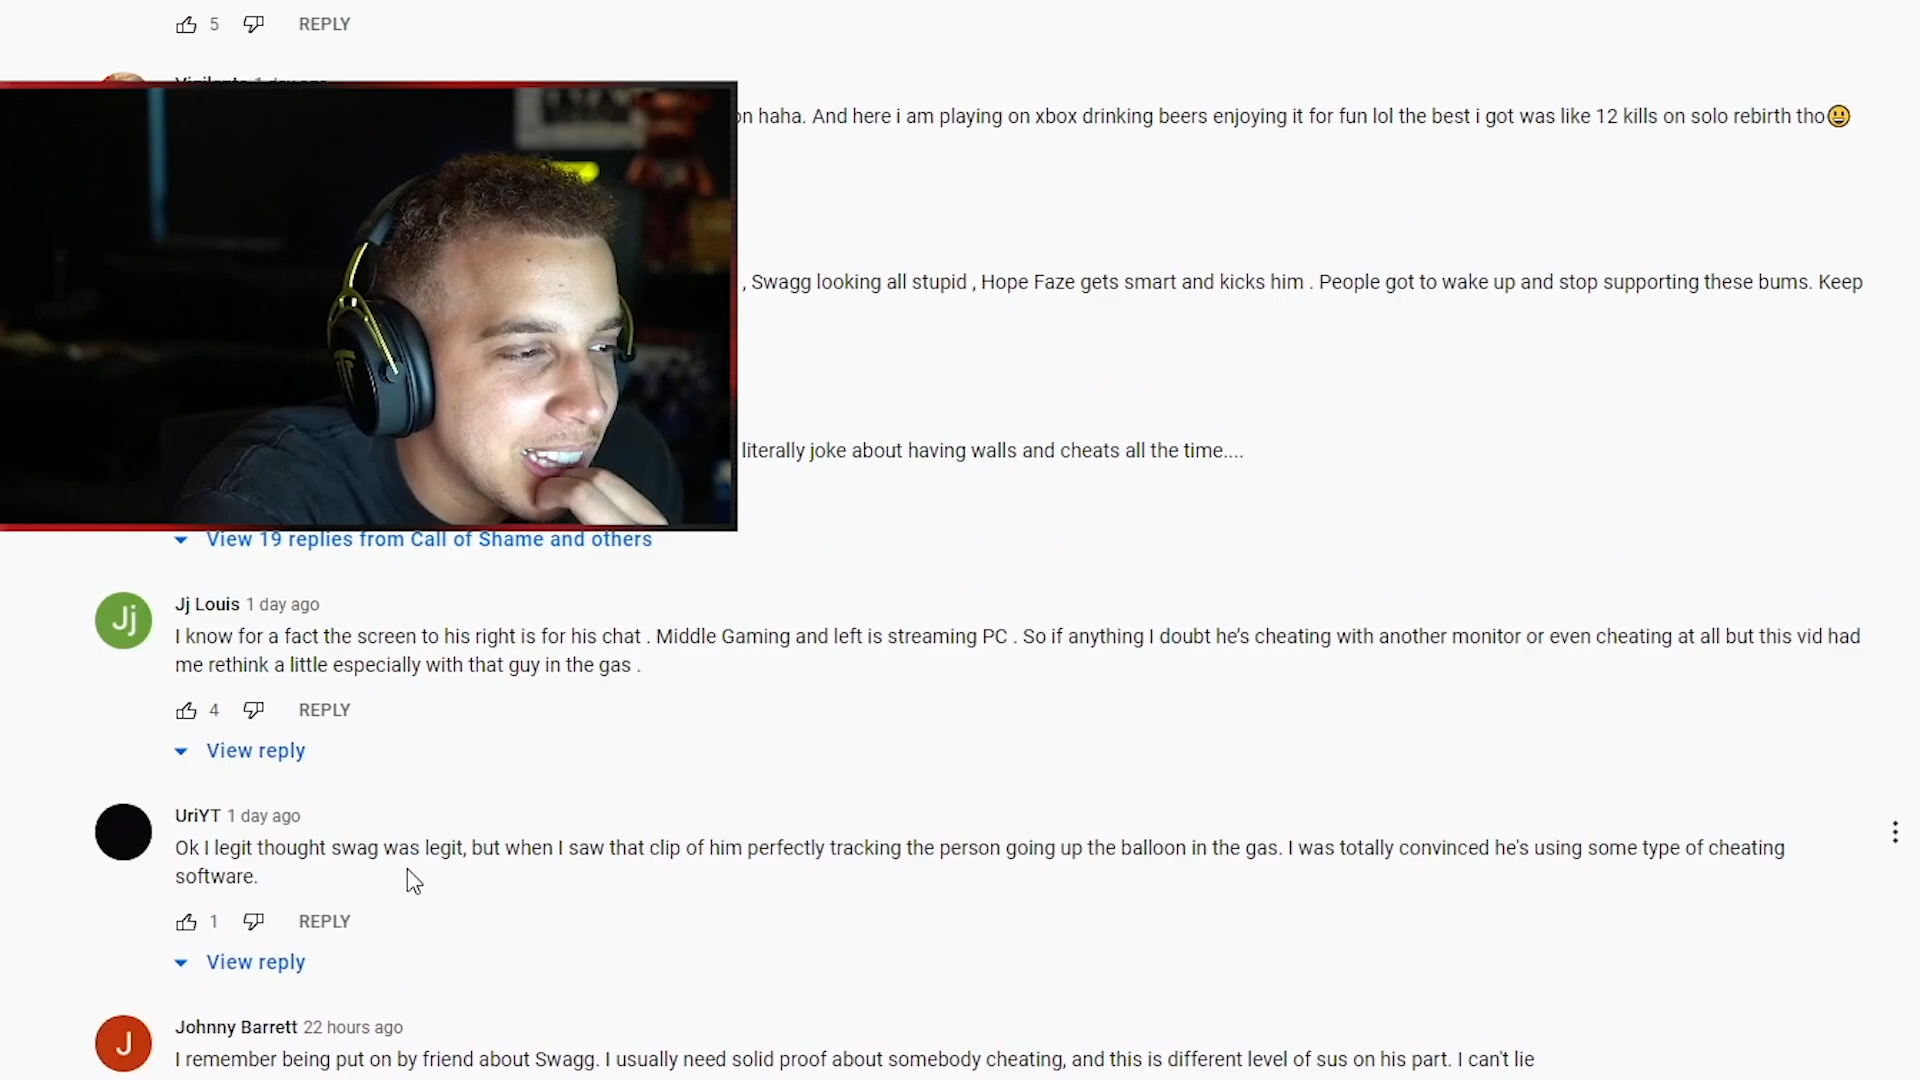 5 REPLY
Vigilante 1 day ago
on haha. And here i am playing on xbox drinking beers enjoying it for fun lol the best i got was like 12 kills on solo rebirth tho😃
, Swagg looking all stupid , Hope Faze gets smart and kicks him . People got to wake up and stop supporting these bums. Keep
literally joke about having walls and cheats all the time....
View 19 replies from Call of Shame and others
Jj
Jj Louis 1 day ago
I know for a fact the screen to his right is for his chat . Middle Gaming and left is streaming PC . So if anything I doubt he's cheating with another monitor or even cheating at all but this vid had
me rethink a little especially with that guy in the gas .
4 REPLY
View reply
UriYT 1 day ago
Ok I legit thought swag was legit, but when I saw that clip of him perfectly tracking the person going up the balloon in the gas. I was totally convinced he's using some type of cheating
software.
1 REPLY
View reply
J
Johnny Barrett 22 hours ago
I remember being put on by friend about Swagg. I usually need solid proof about somebody cheating, and this is different level of sus on his part. I can't lie